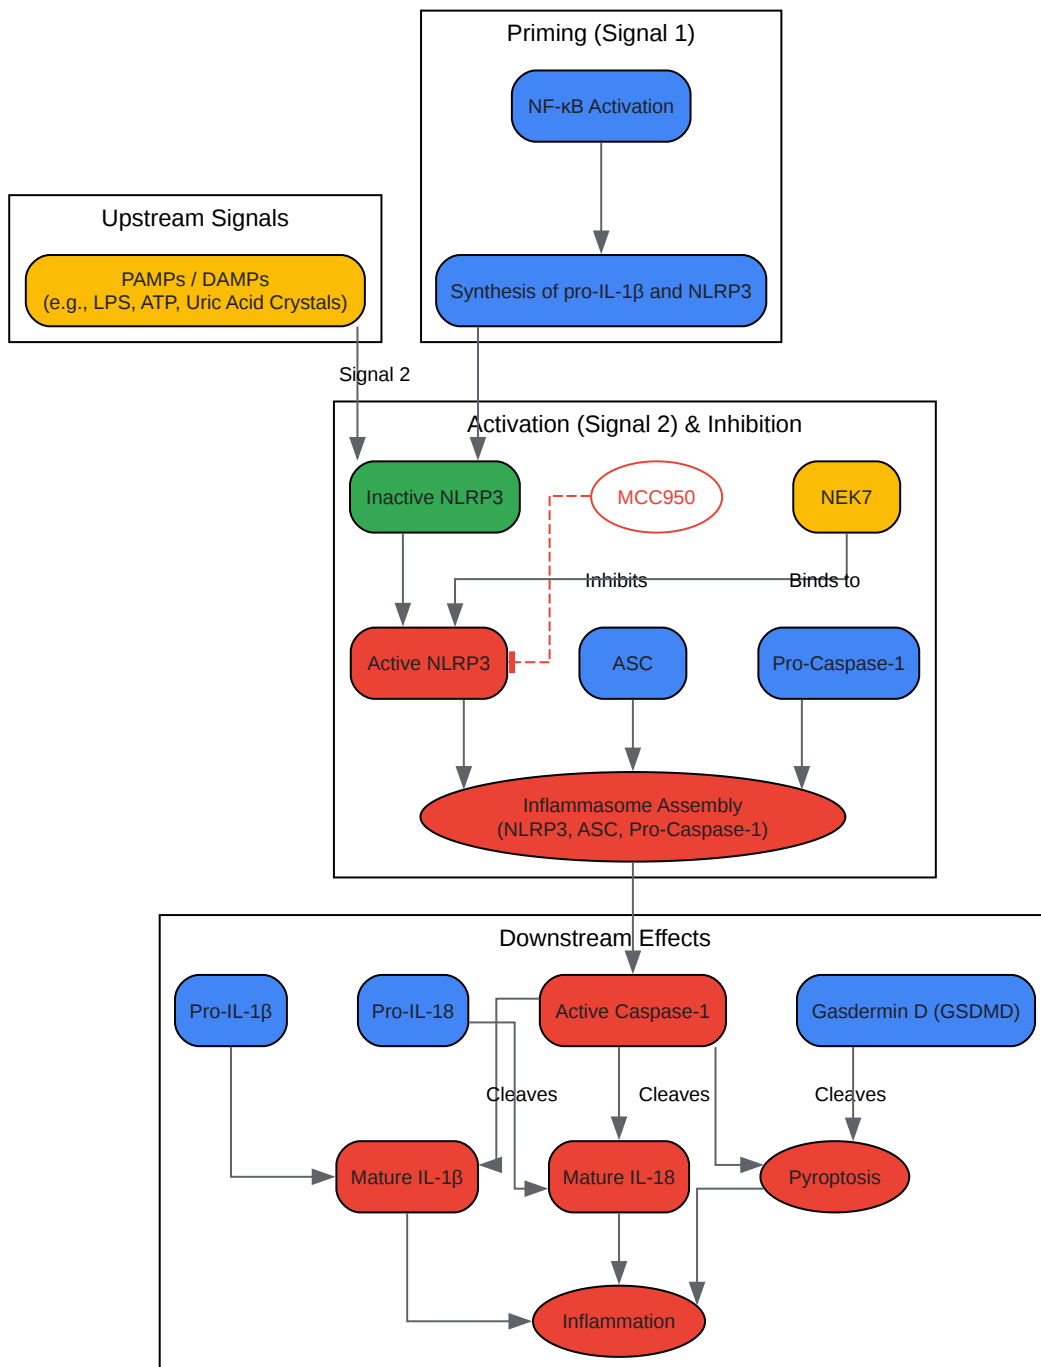 Priming (Signal 1)
NF-κB Activation
Upstream Signals
PAMPs / DAMPs
(e.g., LPS, ATP, Uric Acid Crystals)
Synthesis of pro-IL-1β and NLRP3
Signal 2
Activation (Signal 2) & Inhibition
Inactive NLRP3
MCC950
NEK7
Inhibits
Binds to
Active NLRP3
ASC
Pro-Caspase-1
Inflammasome Assembly
(NLRP3, ASC, Pro-Caspase-1)
Downstream Effects
Pro-IL-1β
Pro-IL-18
Active Caspase-1
Gasdermin D (GSDMD)
Cleaves
Cleaves
Cleaves
Mature IL-1β
Mature IL-18
Pyroptosis
Inflammation